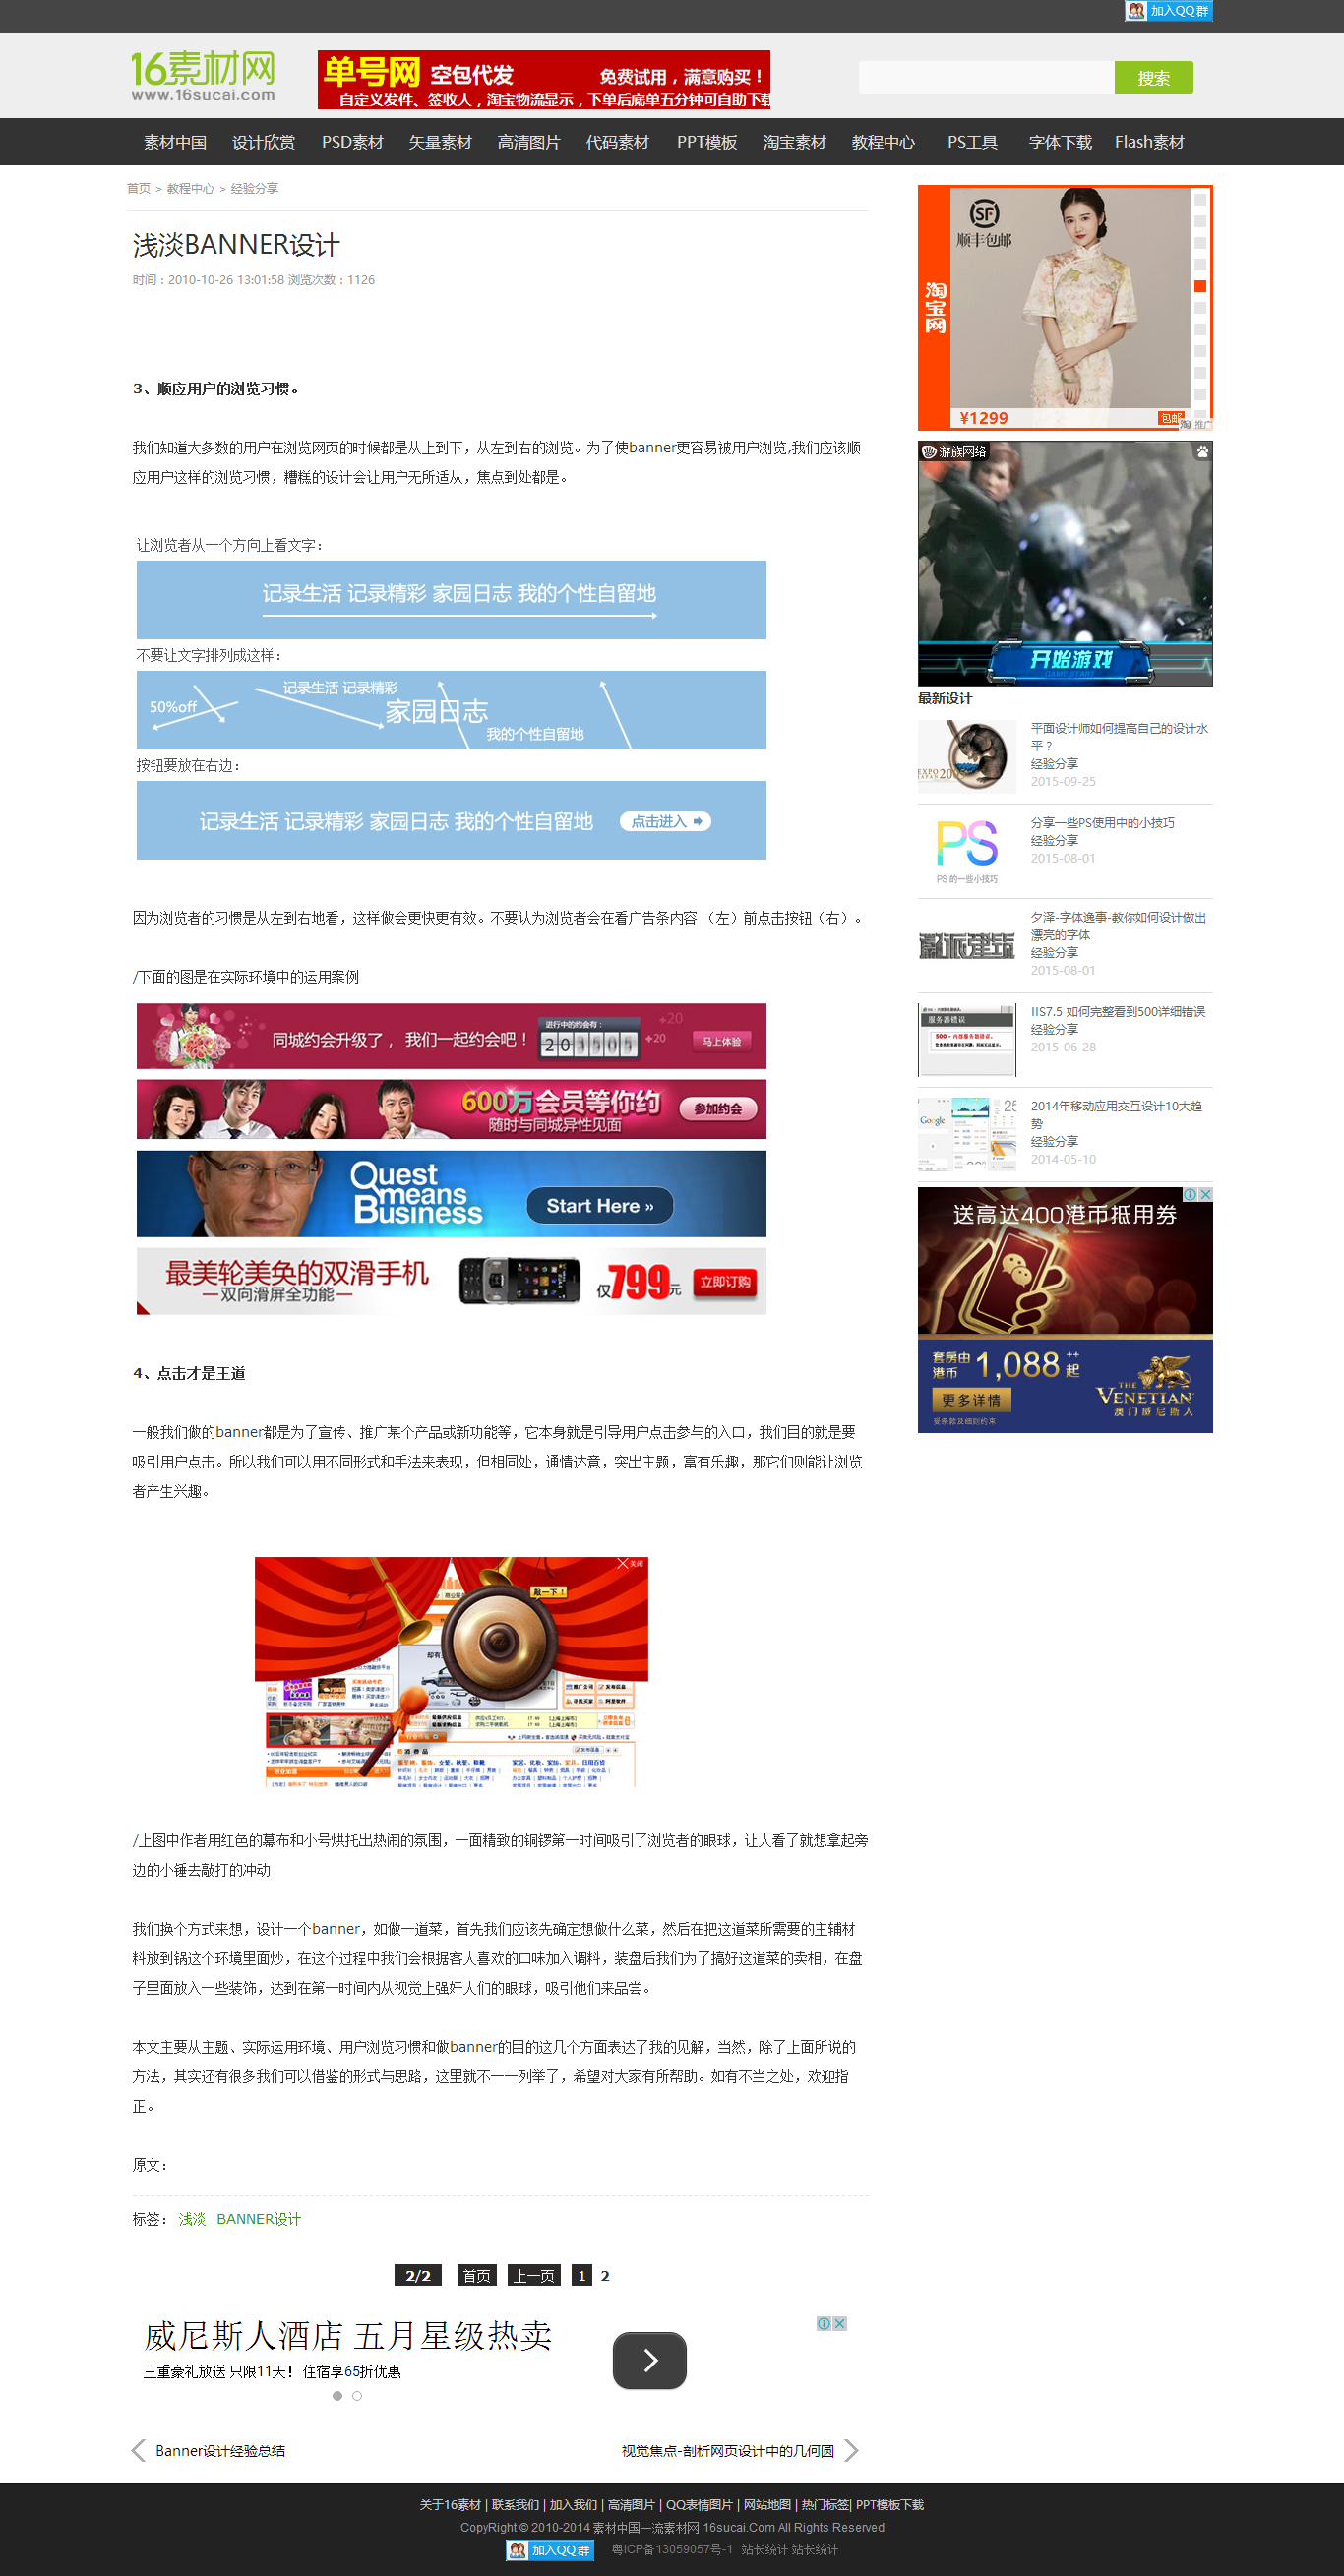 加入QQ群
16素材网
www.16sucai.com
单号网 空包代发 免费试用，满意购买！
自定义发件、签收人，淘宝物流显示，下单后底单五分钟可自助下载
搜索
素材中国 设计欣赏 PSD素材 矢量素材 高清图片 代码素材 PPT模板 淘宝素材 教程中心 PS工具 字体下载 Flash素材
首页 > 教程中心 > 经验分享
浅淡BANNER设计
时间：2010-10-26 13:01:58 浏览次数：1126
3、顺应用户的浏览习惯。
我们知道大多数的用户在浏览网页的时候都是从上到下，从左到右的浏览。为了使banner更容易被用户浏览,我们应该顺
应用户这样的浏览习惯，糟糕的设计会让用户无所适从，焦点到处都是。
让浏览者从一个方向上看文字：
记录生活 记录精彩 家园日志 我的个性自留地
不要让文字排列成这样：
记录生活 记录精彩
50%off
家园日志
我的个性自留地
按钮要放在右边：
记录生活 记录精彩 家园日志 我的个性自留地 点击进入
因为浏览者的习惯是从左到右地看，这样做会更快更有效。不要认为浏览者会在看广告条内容 （左）前点击按钮（右）。
/下面的图是在实际环境中的运用案例
同城约会升级了， 我们一起约会吧！
进行中的约会有：
+20
+20
马上体验
600万会员等你约
随时与同城异性见面
参加约会
Quest
means
Business
Start Here »
最美轮美奂的双滑手机
一双向滑屏全功能一
仅799元
立即订购
4、点击才是王道
一般我们做的banner都是为了宣传、推广某个产品或新功能等，它本身就是引导用户点击参与的入口，我们目的就是要
吸引用户点击。所以我们可以用不同形式和手法来表现，但相同处，通情达意，突出主题，富有乐趣，那它们则能让浏览
者产生兴趣。
关闭
敲一下！
/上图中作者用红色的幕布和小号烘托出热闹的氛围，一面精致的铜锣第一时间吸引了浏览者的眼球，让人看了就想拿起旁
边的小锤去敲打的冲动
我们换个方式来想，设计一个banner，如做一道菜，首先我们应该先确定想做什么菜，然后在把这道菜所需要的主辅材
料放到锅这个环境里面炒，在这个过程中我们会根据客人喜欢的口味加入调料，装盘后我们为了搞好这道菜的卖相，在盘
子里面放入一些装饰，达到在第一时间内从视觉上强奸人们的眼球，吸引他们来品尝。
本文主要从主题、实际运用环境、用户浏览习惯和做banner的目的这几个方面表达了我的见解，当然，除了上面所说的
方法，其实还有很多我们可以借鉴的形式与思路，这里就不一一列举了，希望对大家有所帮助。如有不当之处，欢迎指
正。
原文：
标签： 浅淡 BANNER设计
2/2 首页 上一页 1 2
威尼斯人酒店 五月星级热卖
三重豪礼放送 只限11天！ 住宿享65折优惠
Banner设计经验总结
视觉焦点-剖析网页设计中的几何圆
SF
顺丰包邮
淘宝网
¥1299
包邮
推广
游族网络
开始游戏
GAME START
最新设计
平面设计师如何提高自己的设计水
平？
经验分享
2015-09-25
PS
PS 的一些小技巧
分享一些PS使用中的小技巧
经验分享
2015-08-01
夕泽-字体逸事-教你如何设计做出
漂亮的字体
经验分享
2015-08-01
服务器错误
IIS7.5 如何完整看到500详细错误
经验分享
2015-06-28
Google
25
2014年移动应用交互设计10大趋
势
经验分享
2014-05-10
送高达400港币抵用券
套房由
港币 1,088++起
更多详情
受条款及细则约束
THE
VENETIAN
澳门威尼斯人
关于16素材 | 联系我们 | 加入我们 | 高清图片 | QQ表情图片 | 网站地图 | 热门标签| PPT模板下载
CopyRight © 2010-2014 素材中国一流素材网 16sucai.Com All Rights Reserved
加入QQ群 粤ICP备13059057号-1 站长统计 站长统计